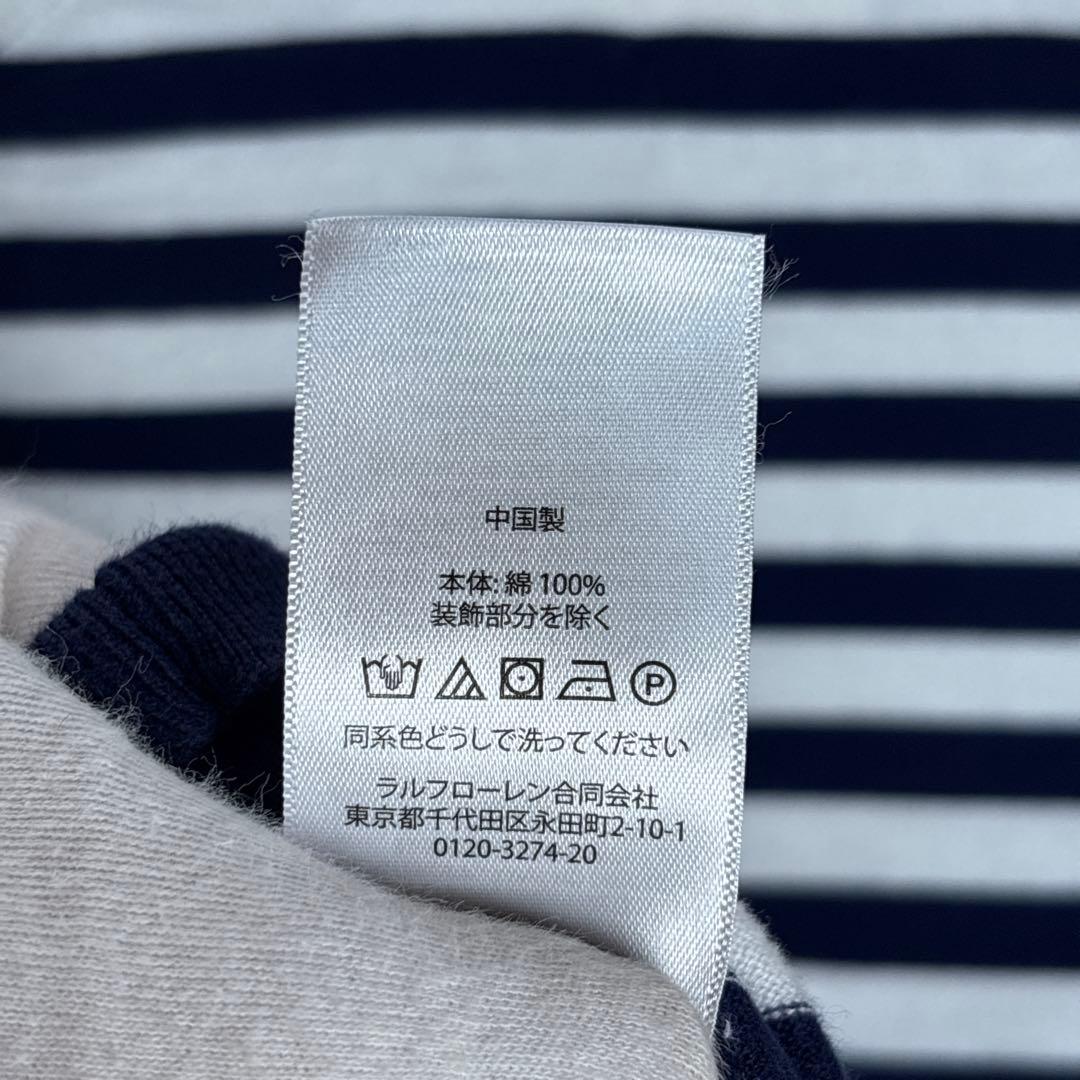 中国製
本体: 綿 100%
装飾部分を除く
P
同系色どうしで洗ってください
ラルフローレン合同会社
東京都千代田区永田町2-10-1
0120-3274-20